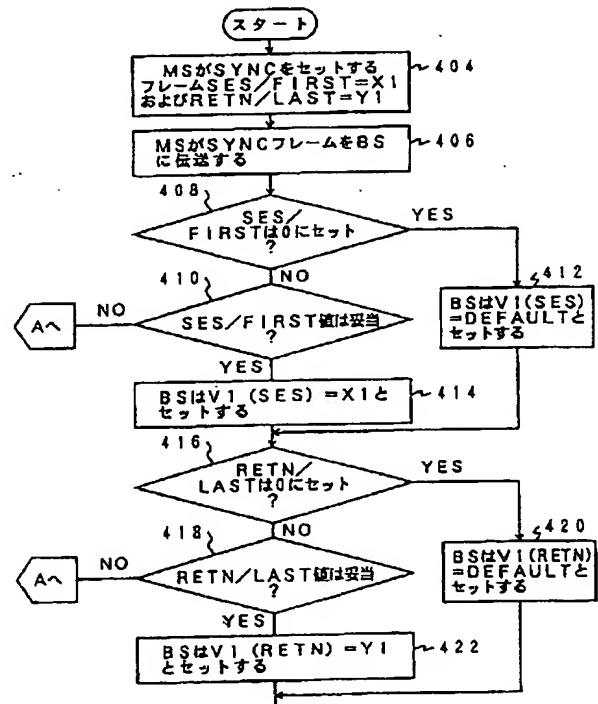 スタート
MSがSYNCをセットする
フレームSES/FIRST=X1
およびRETN/LAST=Y1
404
MSがSYNCフレームをBS
に伝送する
406
408
SES/
FIRSTは0にセット
?
YES
NO
412
BSはV1(SES)
=DEFAULTと
セットする
410
SES/FIRST値は妥当
?
NO
Aへ
YES
BSはV1(SES)=X1と
セットする
414
416
RETN/
LASTは0にセット
?
YES
NO
420
BSはV1(RETN)
=DEFAULTと
セットする
418
RETN/LAST値は妥当
?
NO
Aへ
YES
BSはV1(RETN)=Y1
とセットする
422